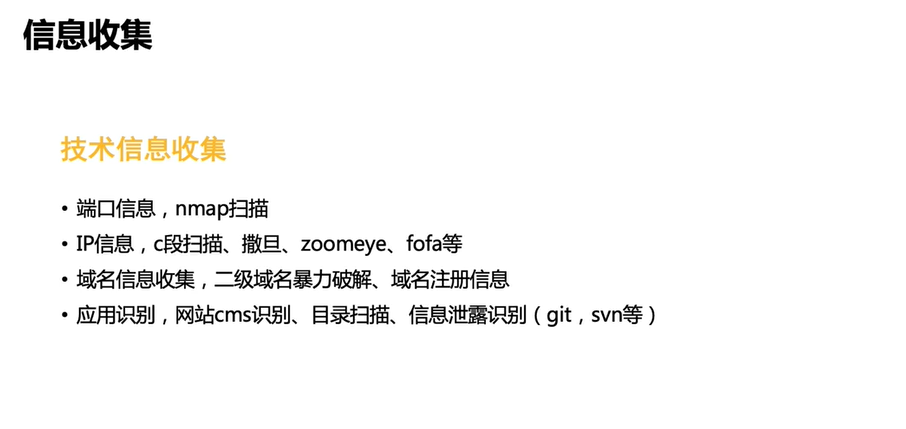 信息收集
技术信息收集
• 端口信息，nmap扫描
• IP信息，c段扫描、撒旦、zoomeye、fofa等
• 域名信息收集，二级域名暴力破解、域名注册信息
• 应用识别，网站cms识别、目录扫描、信息泄露识别（git，svn等）